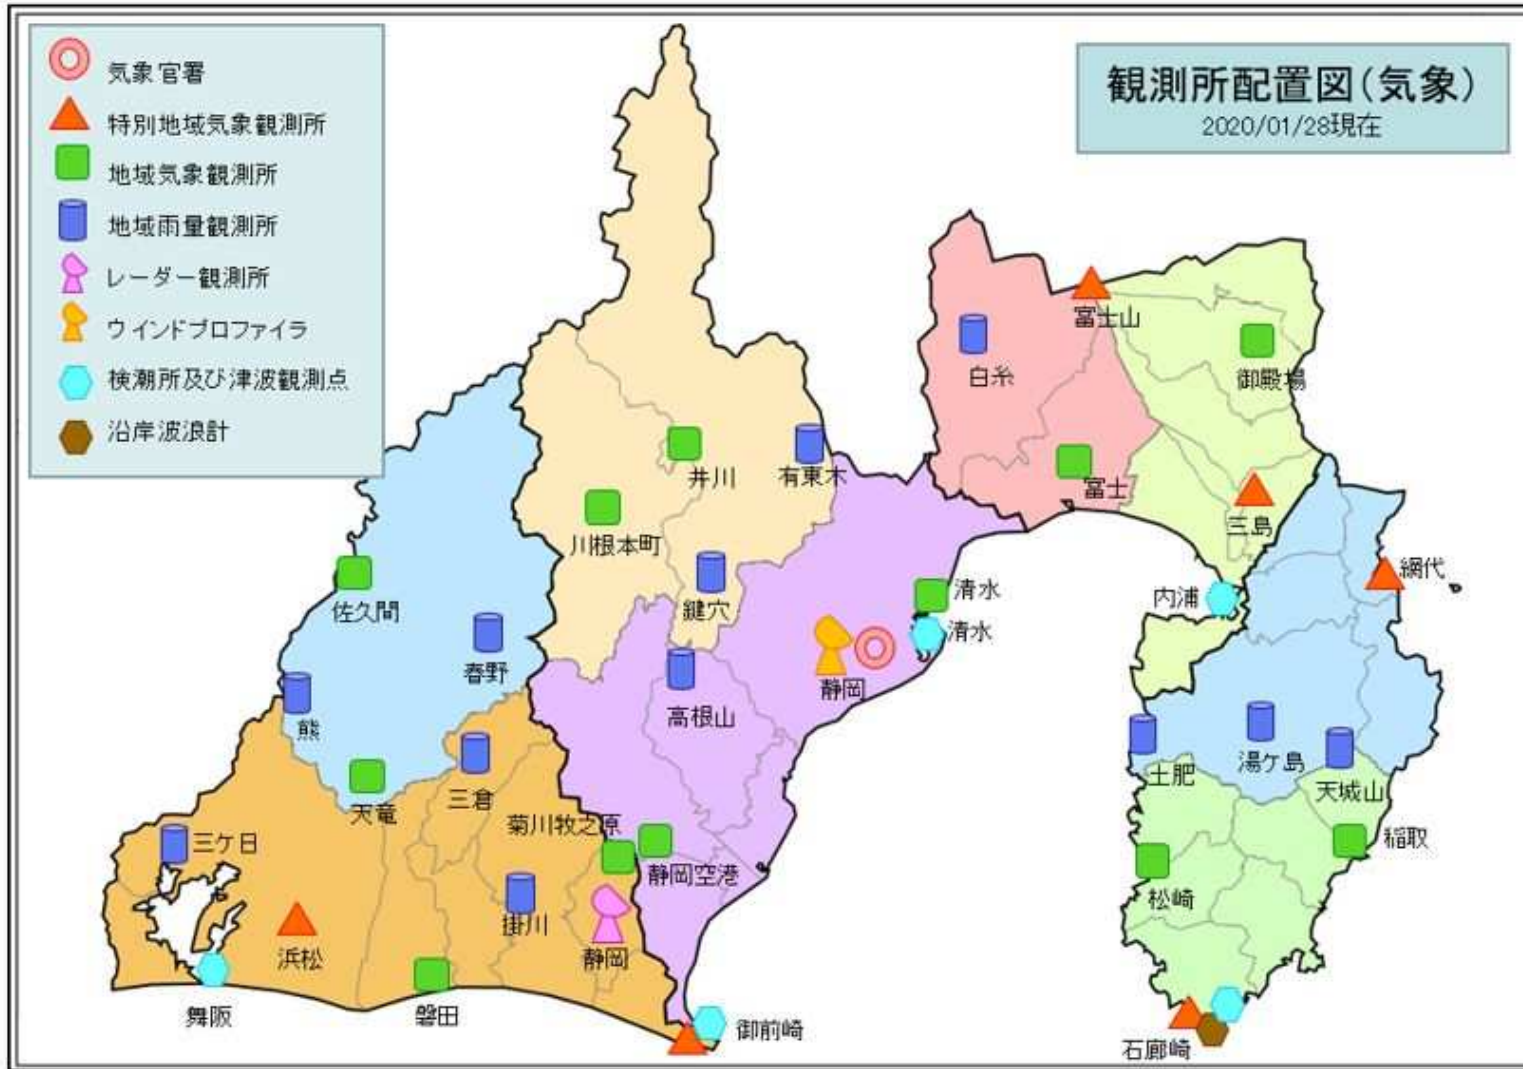 気象官署
特別地域気象観測所
地域気象観測所
地域雨量観測所
レーダー観測所
ウインドプロファイラ
検潮所及び津波観測点
沿岸波浪計
観測所配置図(気象)
2020/01/28現在
富士山
白糸
御殿場
井川
有東木
富士
三島
川根本町
網代
佐久間
鍵穴
清水
内浦
清水
春野
静岡
熊
高根山
土肥
湯ケ島
天城山
天竜
三倉
菊川牧之原
三ケ日
静岡空港
稲取
松崎
掛川
浜松
静岡
舞阪
磐田
御前崎
石廊崎